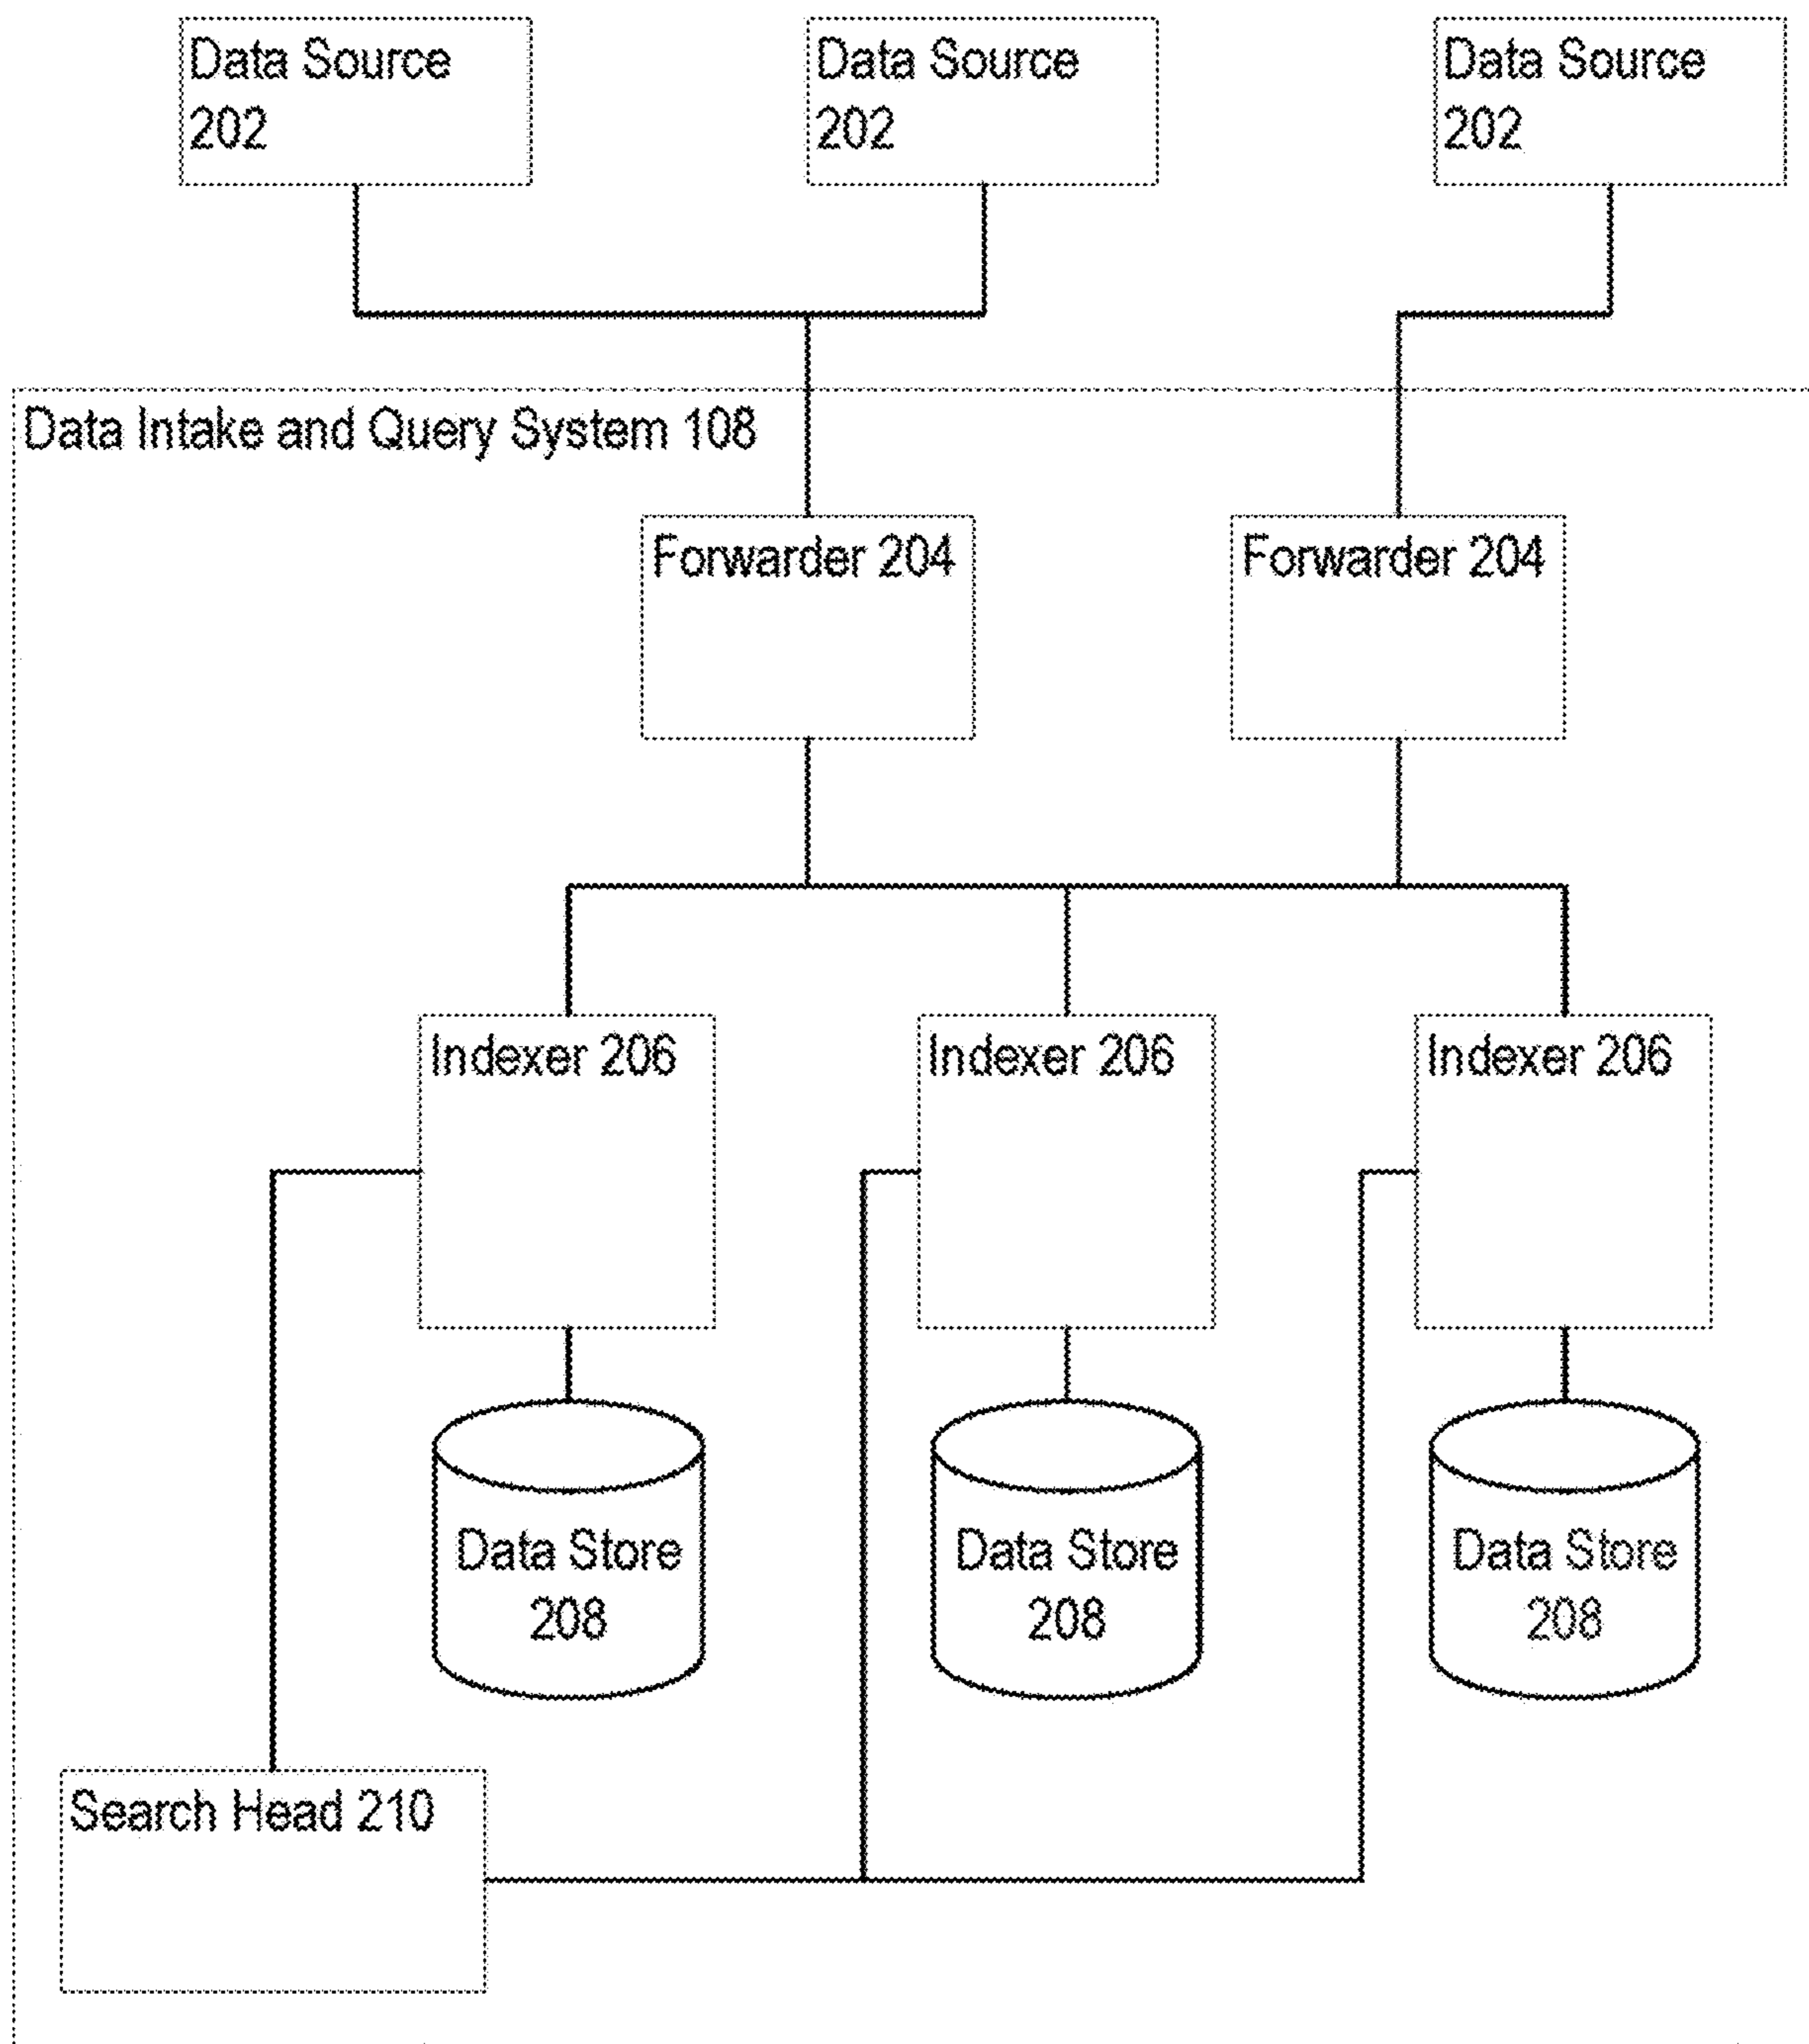 Data Source
202
Data Source
202
Data Source
202
Data Intake and Query System 108
Forwarder 204
Forwarder 204
Indexer 206
Indexer 206
Indexer 206
Data Store
208
Data Store
208
Data Store
208
Search Head 210